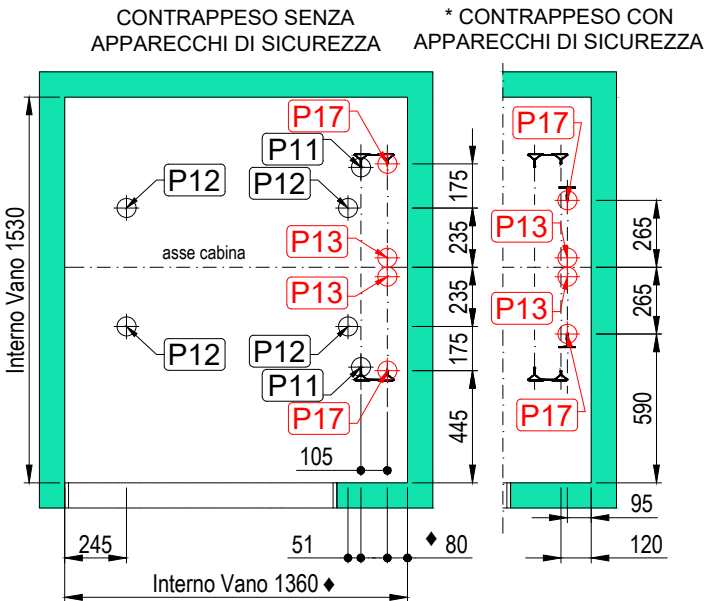 CONTRAPPESO SENZA
APPARECCHI DI SICUREZZA
* CONTRAPPESO CON
APPARECCHI DI SICUREZZA
P17
P11
P12
P12
P13
asse cabina
P13
P12
P12
P11
P17
175
235
235
175
445
Interno Vano 1530
105
245
51
♦ 80
Interno Vano 1360 ♦
P17
P13
P13
P17
265
265
590
95
120